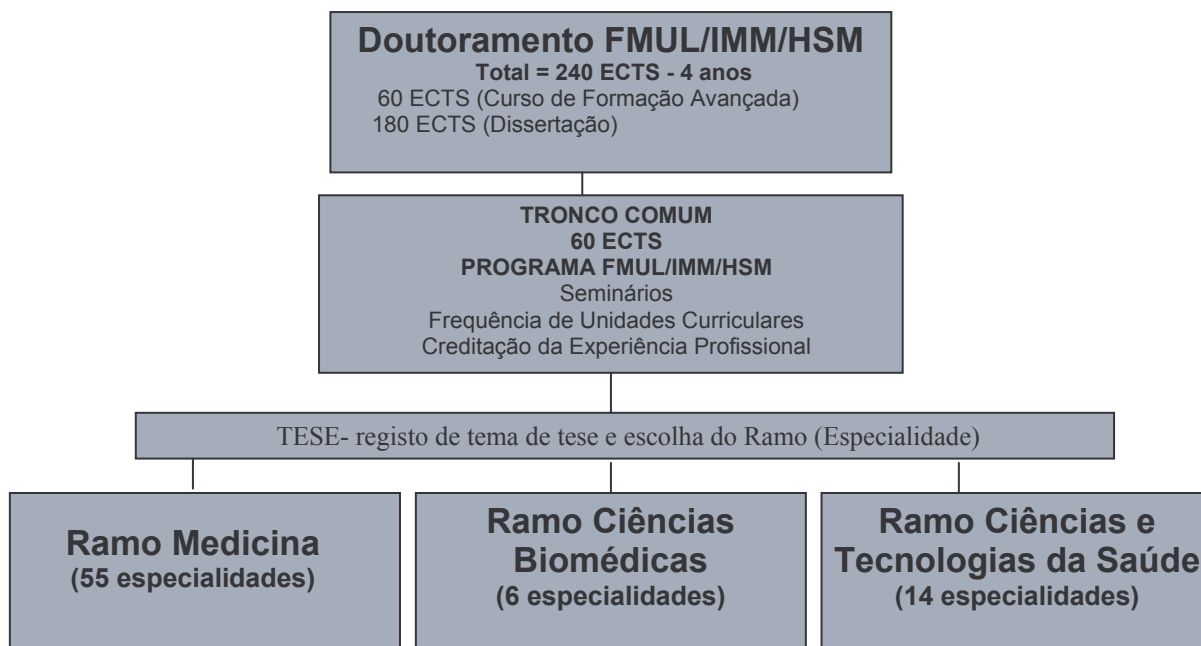 Doutoramento FMUL/IMM/HSM
Total = 240 ECTS - 4 anos
60 ECTS (Curso de Formação Avançada)
180 ECTS (Dissertação)
TRONCO COMUM
60 ECTS
PROGRAMA FMUL/IMM/HSM
Seminários
Frequência de Unidades Curriculares
Creditação da Experiência Profissional
TESE- registo de tema de tese e escolha do Ramo (Especialidade)
Ramo Medicina
(55 especialidades)
Ramo Ciências
Biomédicas
(6 especialidades)
Ramo Ciências e
Tecnologias da Saúde
(14 especialidades)